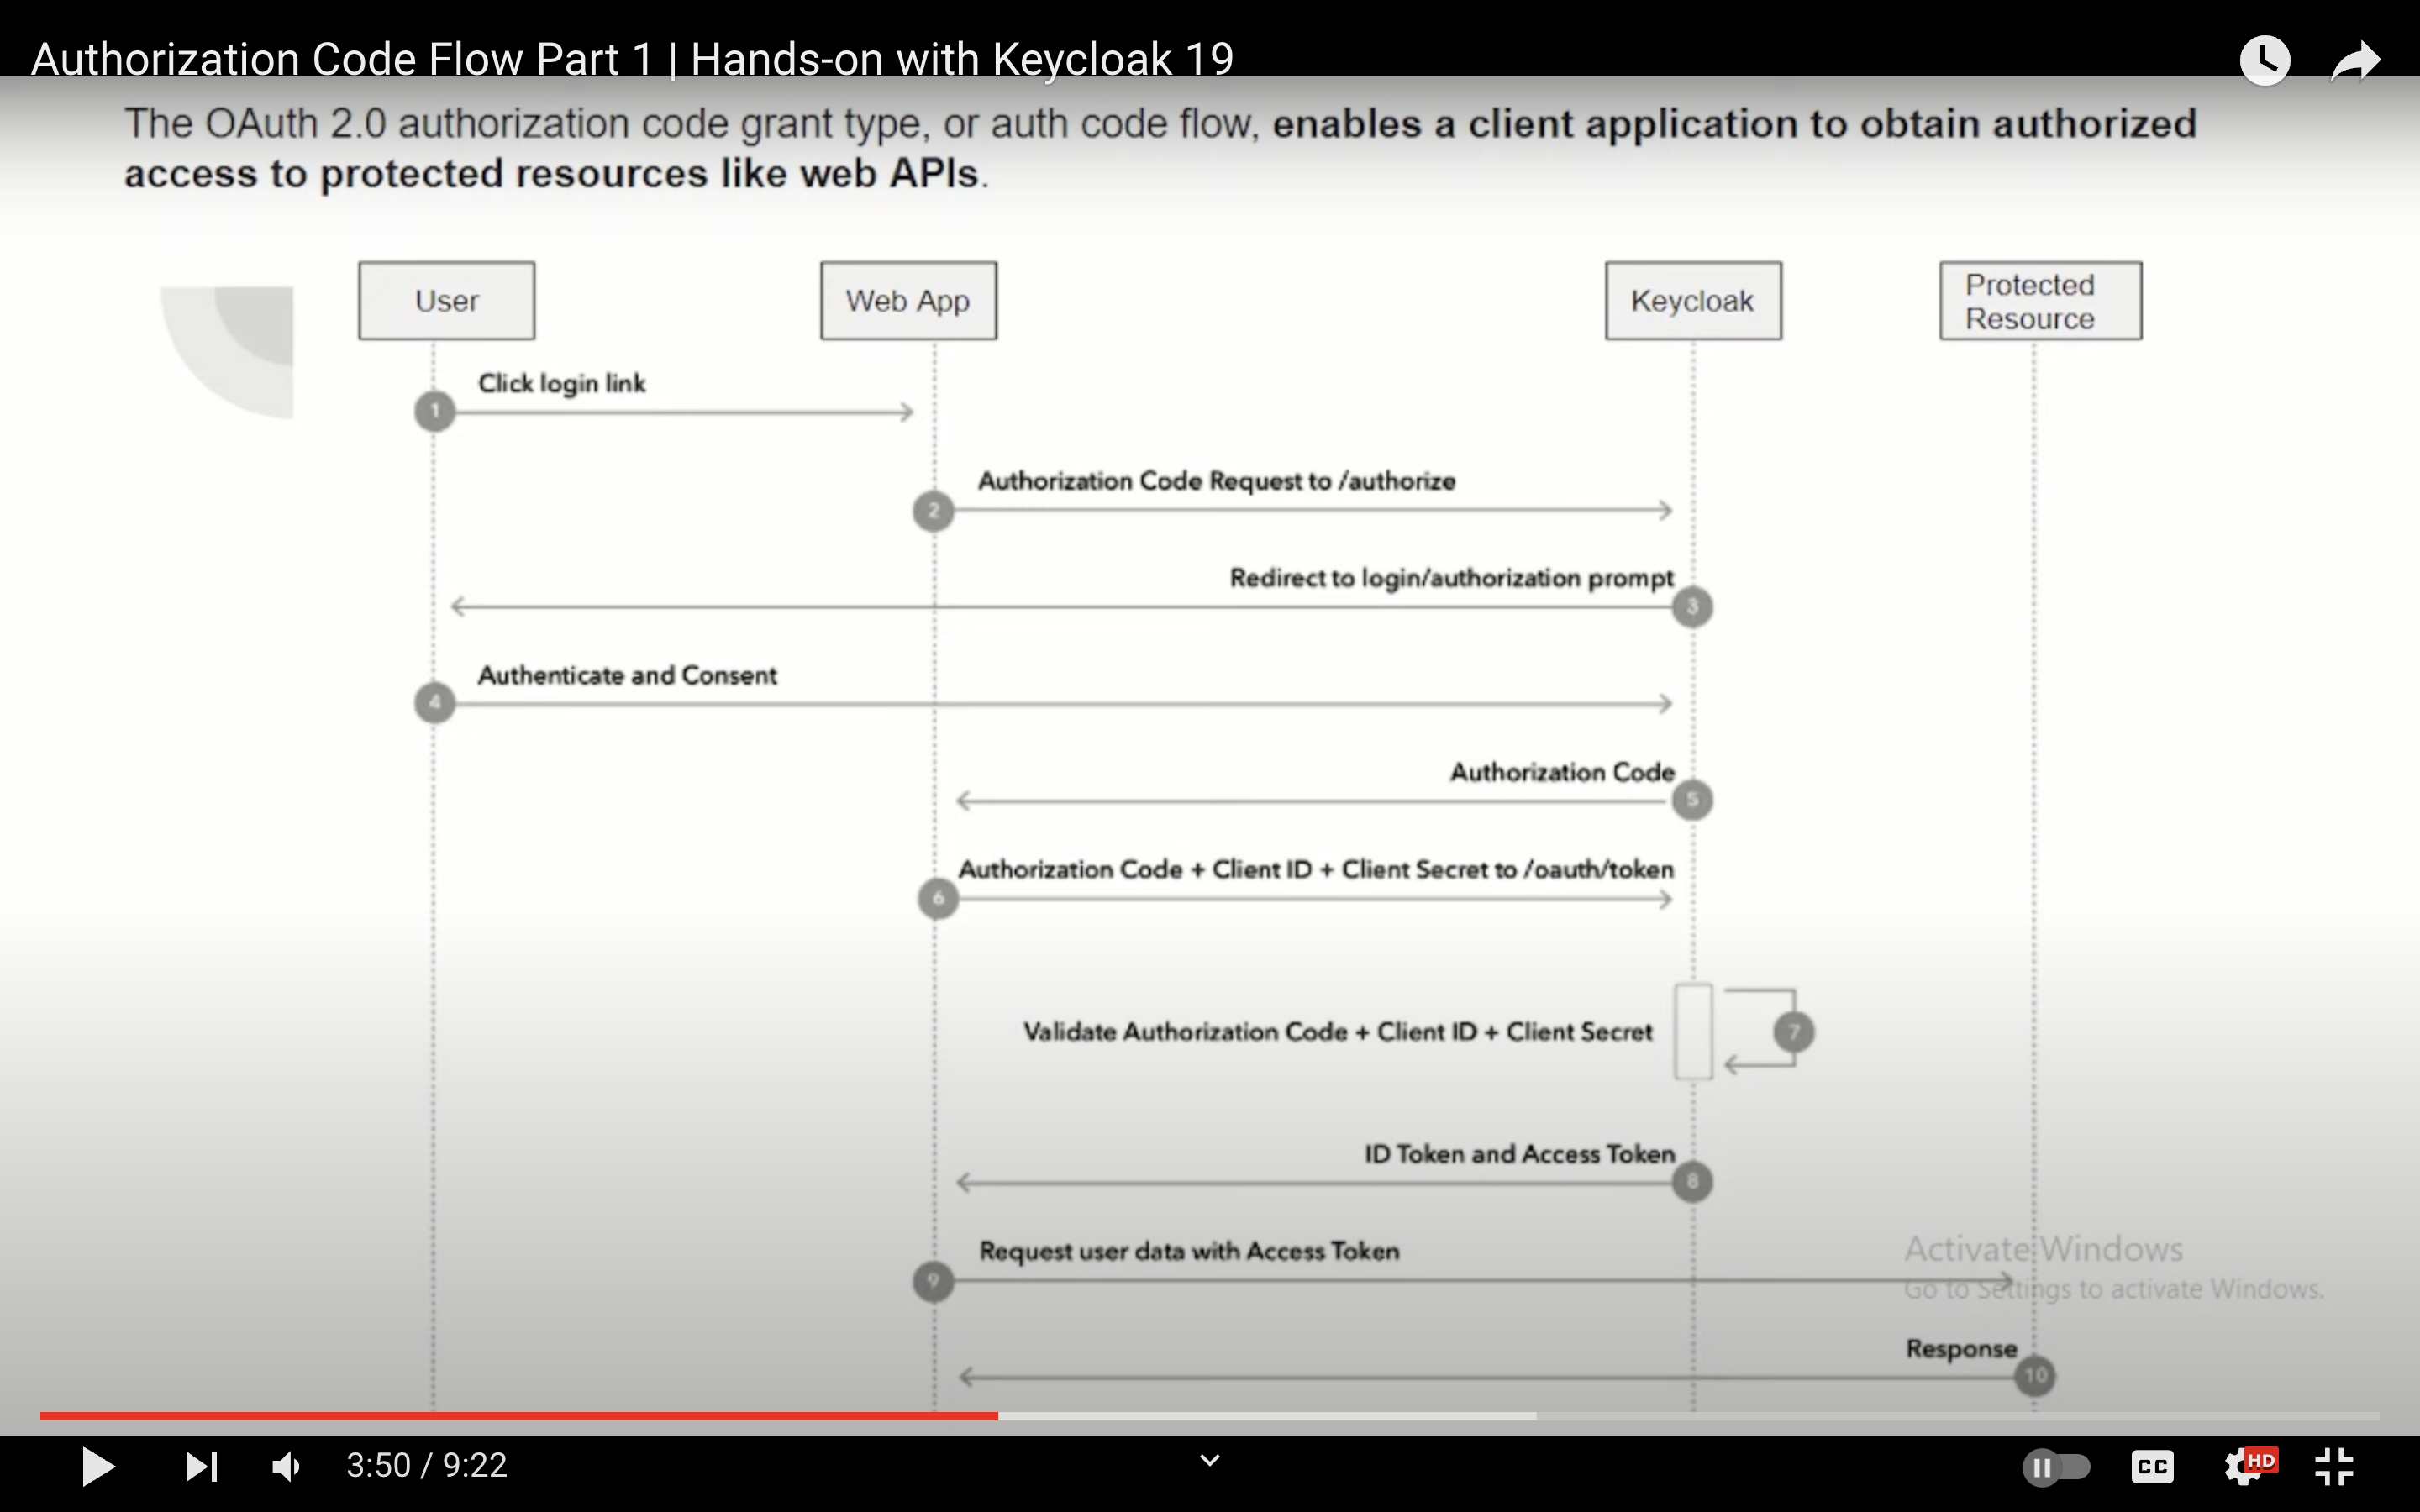 Authorization Code Flow Part 1 | Hands-on with Keycloak 19
The OAuth 2.0 authorization code grant type, or auth code flow, enables a client application to obtain authorized
access to protected resources like web APIs.
User
Web App
Keycloak
Protected
Resource
Click login link
1
Authorization Code Request to /authorize
2
Redirect to login/authorization prompt
3
Authenticate and Consent
4
Authorization Code
5
Authorization Code + Client ID + Client Secret to /oauth/token
6
Validate Authorization Code + Client ID + Client Secret
7
ID Token and Access Token
8
Request user data with Access Token
9
Activate Windows
Go to Settings to activate Windows.
Response
10
3:50 / 9:22
CC
HD